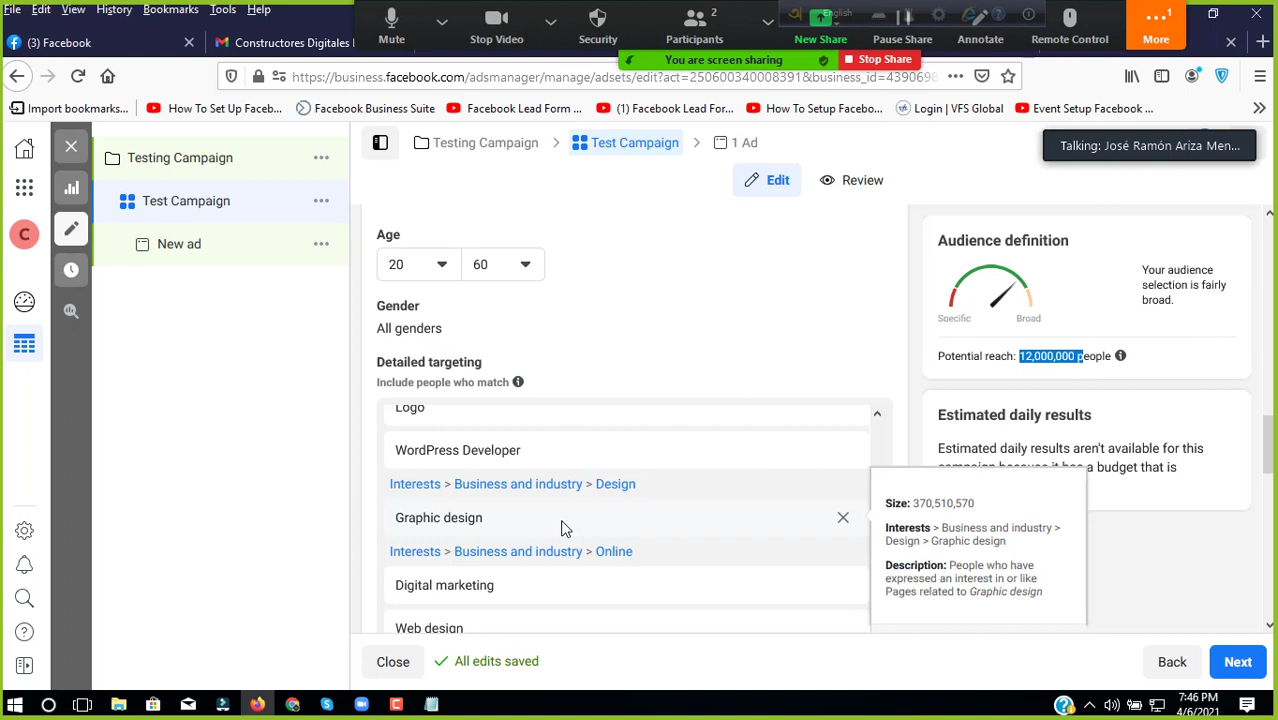 File Edit View History Bookmarks Tools Help
Mute
Stop Video
Security
2
Participants
English
New Share
Pause Share
Annotate
Remote Control
1
More
You are screen sharing
Stop Share
(3) Facebook
Constructores Digitales
https://business.facebook.com/adsmanager/manage/adsets/edit?act=250600340008391&business_id=4390698
Import bookmarks...
How To Set Up Faceb...
Facebook Business Suite
Facebook Lead Form ...
(1) Facebook Lead For...
How To Setup Facebo...
Login | VFS Global
Event Setup Facebook ...
Testing Campaign
Test Campaign
New ad
C
Testing Campaign
Test Campaign
1 Ad
Talking: José Ramón Ariza Men...
Edit
Review
Age
20
60
Gender
All genders
Detailed targeting
Include people who match
Logo
WordPress Developer
Interests > Business and industry > Design
Graphic design
Interests > Business and industry > Online
Digital marketing
Web design
Size: 370,510,570
Interests > Business and industry >
Design > Graphic design
Description: People who have
expressed an interest in or like
Pages related to Graphic design
Audience definition
Your audience
selection is fairly
broad.
Specific
Broad
Potential reach: 12,000,000 people
Estimated daily results
Estimated daily results aren't available for this
campaign because it has a budget that is
Close
All edits saved
Back
Next
7:46 PM
4/6/2021